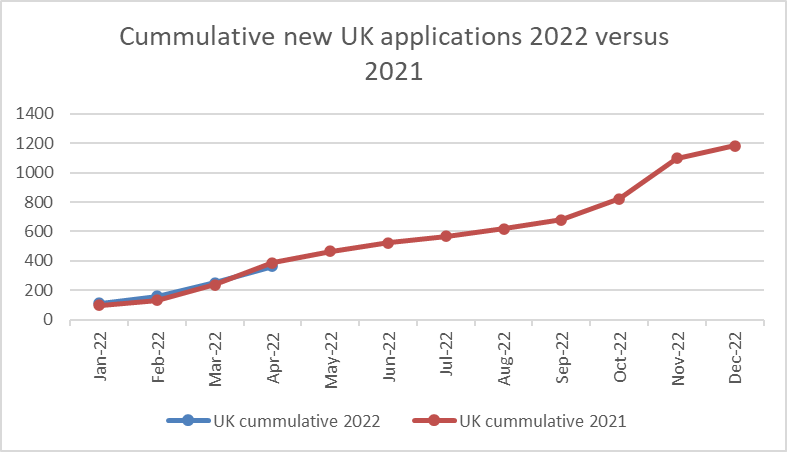 Cummulative new UK applications 2022 versus
2021
1400
1200
1000
800
600
400
200
0
Jan-22
Feb-22
Mar-22
Apr-22
May-22
Jun-22
Jul-22
Aug-22
Sep-22
Oct-22
Nov-22
Dec-22
UK cummulative 2022
UK cummulative 2021